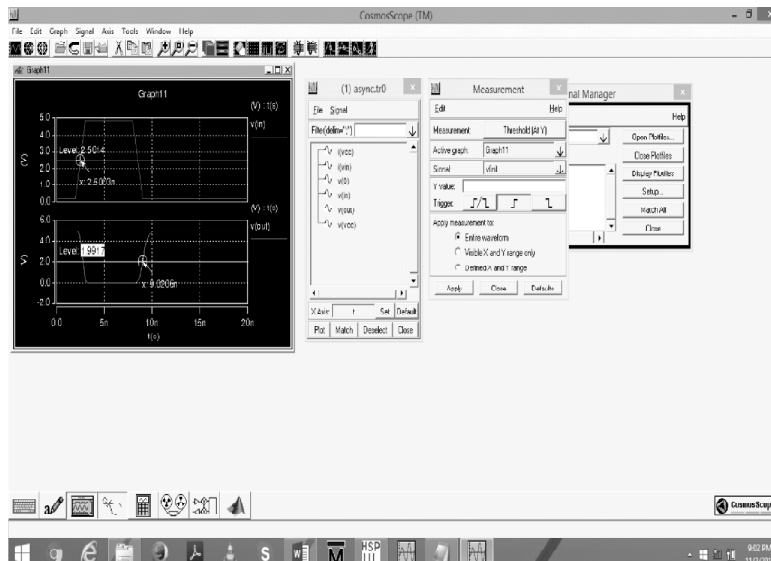 CosmosScope (TM)
File Edit Graph Signal Axis Tools Window Help
Graph11
Graph11
(V) : t(s)
v(in)
(V)
5.0
4.0
3.0
2.0
1.0
0.0
Level: 2.5014
x: 2.5003n
(V) : t(s)
v(out)
(V)
6.0
4.0
2.0
0.0
-2.0
Level: 1.9917
x: 9.0206n
0.0 5n 10n 15n 20n
t(s)
(1) async.tr0
File Signal
Filter(delim='.')
i(vcc)
i(vin)
v(0)
v(in)
v(out)
v(vcc)
X Axis: t Set Default
Plot Match Deselect Close
Measurement
Edit Help
Measurement: Threshold (At Y)
Active graph: Graph11
Signal:
Y value:
Trigger:
Apply measurement to:
Entire waveform
Visible X and Y range only
Defined X and Y range
Apply Close Defaults
nal Manager
Help
Open Plotfiles...
Close Plotfiles
Display Plotfiles
Setup...
Match All
Close
CosmosScop
HSP
9:02 PM